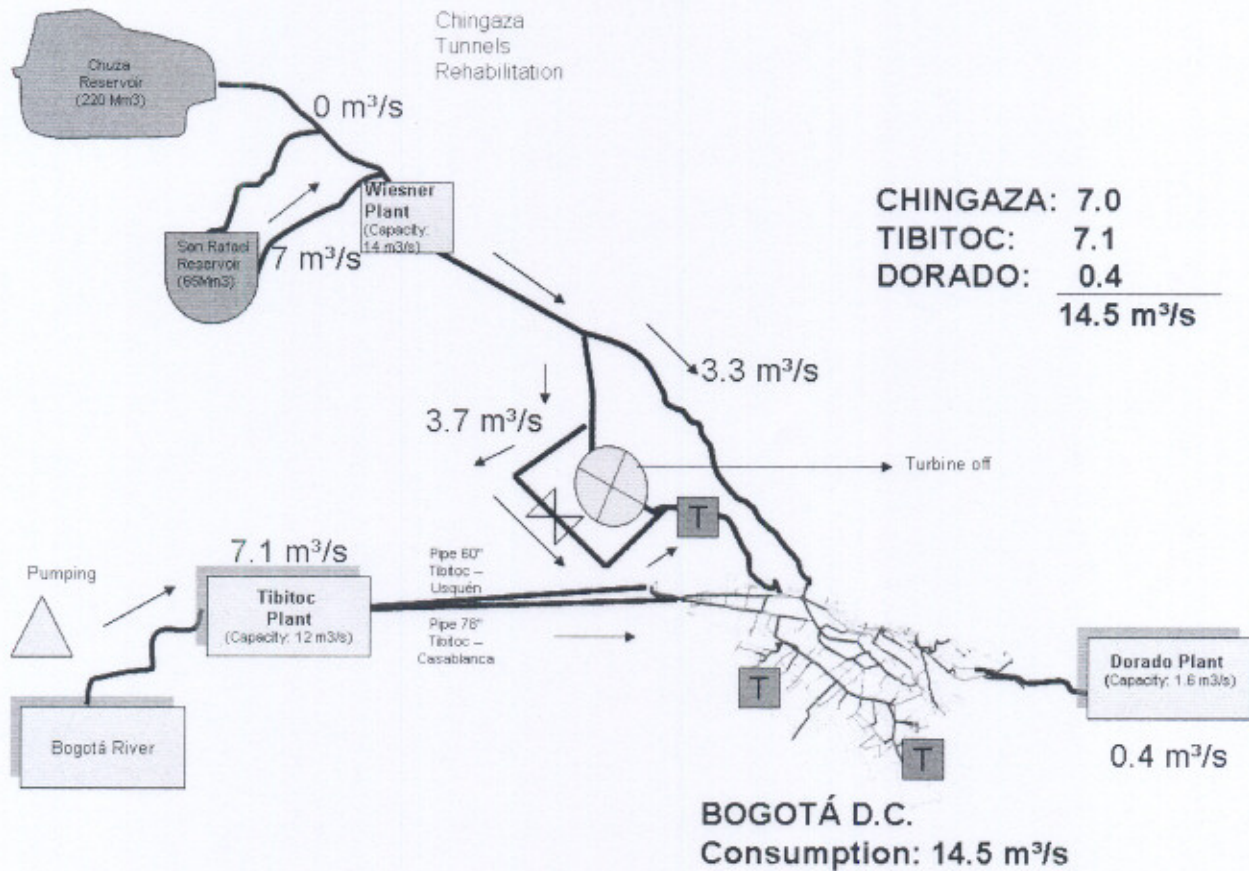 Chingaza
Tunnels
Rehabilitation
Chuza
Reservoir
(220 Mm3)
0 m³/s
Wiesner
Plant
(Capacity:
14 m3/s)
San Rafael
Reservoir
(65Mm3)
7 m³/s
CHINGAZA: 7.0
TIBITOC: 7.1
DORADO: 0.4
14.5 m³/s
3.3 m³/s
3.7 m³/s
Turbine off
T
7.1 m³/s
Pumping
Tibitoc
Plant
(Capacity: 12 m3/s)
Pipe 60"
Tibitoc –
Usquén
Pipe 78"
Tibitoc –
Casablanca
Bogotá River
T
T
Dorado Plant
(Capacity: 1.6 m3/s)
0.4 m³/s
BOGOTÁ D.C.
Consumption: 14.5 m³/s